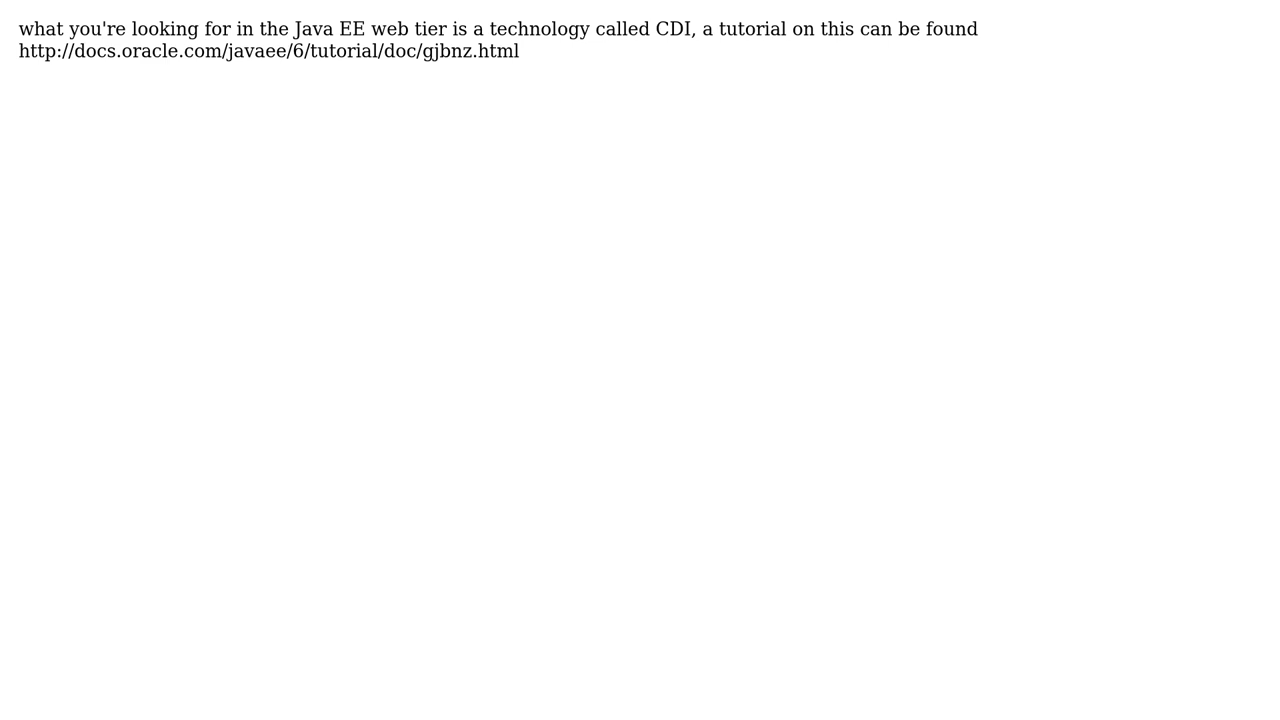 what you're looking for in the Java EE web tier is a technology called CDI, a tutorial on this can be found
http://docs.oracle.com/javaee/6/tutorial/doc/gjbnz.html